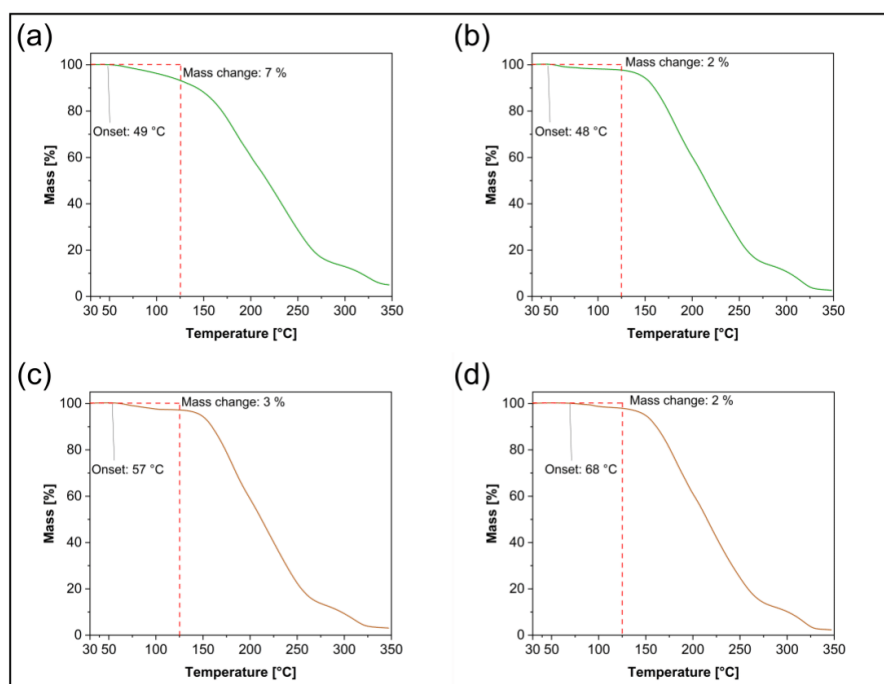 (a)
Mass change: 7 %
Onset: 49 °C
Mass [%]
100
80
60
40
20
0
30 50 100 150 200 250 300 350
Temperature [°C]
(b)
Mass change: 2 %
Onset: 48 °C
Mass [%]
100
80
60
40
20
0
30 50 100 150 200 250 300 350
Temperature [°C]
(c)
Mass change: 3 %
Onset: 57 °C
Mass [%]
100
80
60
40
20
0
30 50 100 150 200 250 300 350
Temperature [°C]
(d)
Mass change: 2 %
Onset: 68 °C
Mass [%]
100
80
60
40
20
0
30 50 100 150 200 250 300 350
Temperature [°C]